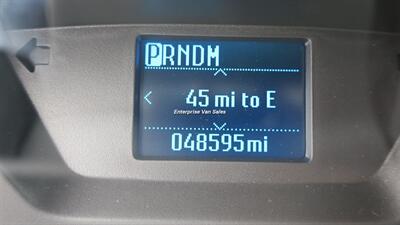 PRNDM
45 mi to E
Enterprise Van Sales
048595mi